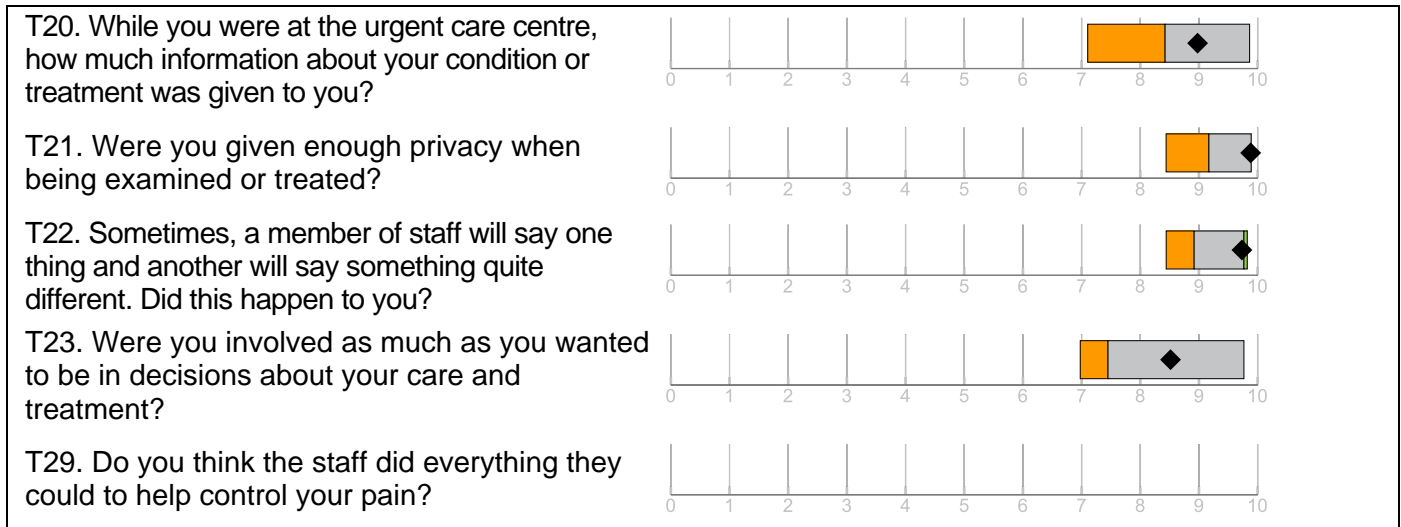 T20. While you were at the urgent care centre,
how much information about your condition or
treatment was given to you?
0 1 2 3 4 5 6 7 8 9 10
T21. Were you given enough privacy when
being examined or treated?
0 1 2 3 4 5 6 7 8 9 10
T22. Sometimes, a member of staff will say one
thing and another will say something quite
different. Did this happen to you?
0 1 2 3 4 5 6 7 8 9 10
T23. Were you involved as much as you wanted
to be in decisions about your care and
treatment?
0 1 2 3 4 5 6 7 8 9 10
T29. Do you think the staff did everything they
could to help control your pain?
0 1 2 3 4 5 6 7 8 9 10